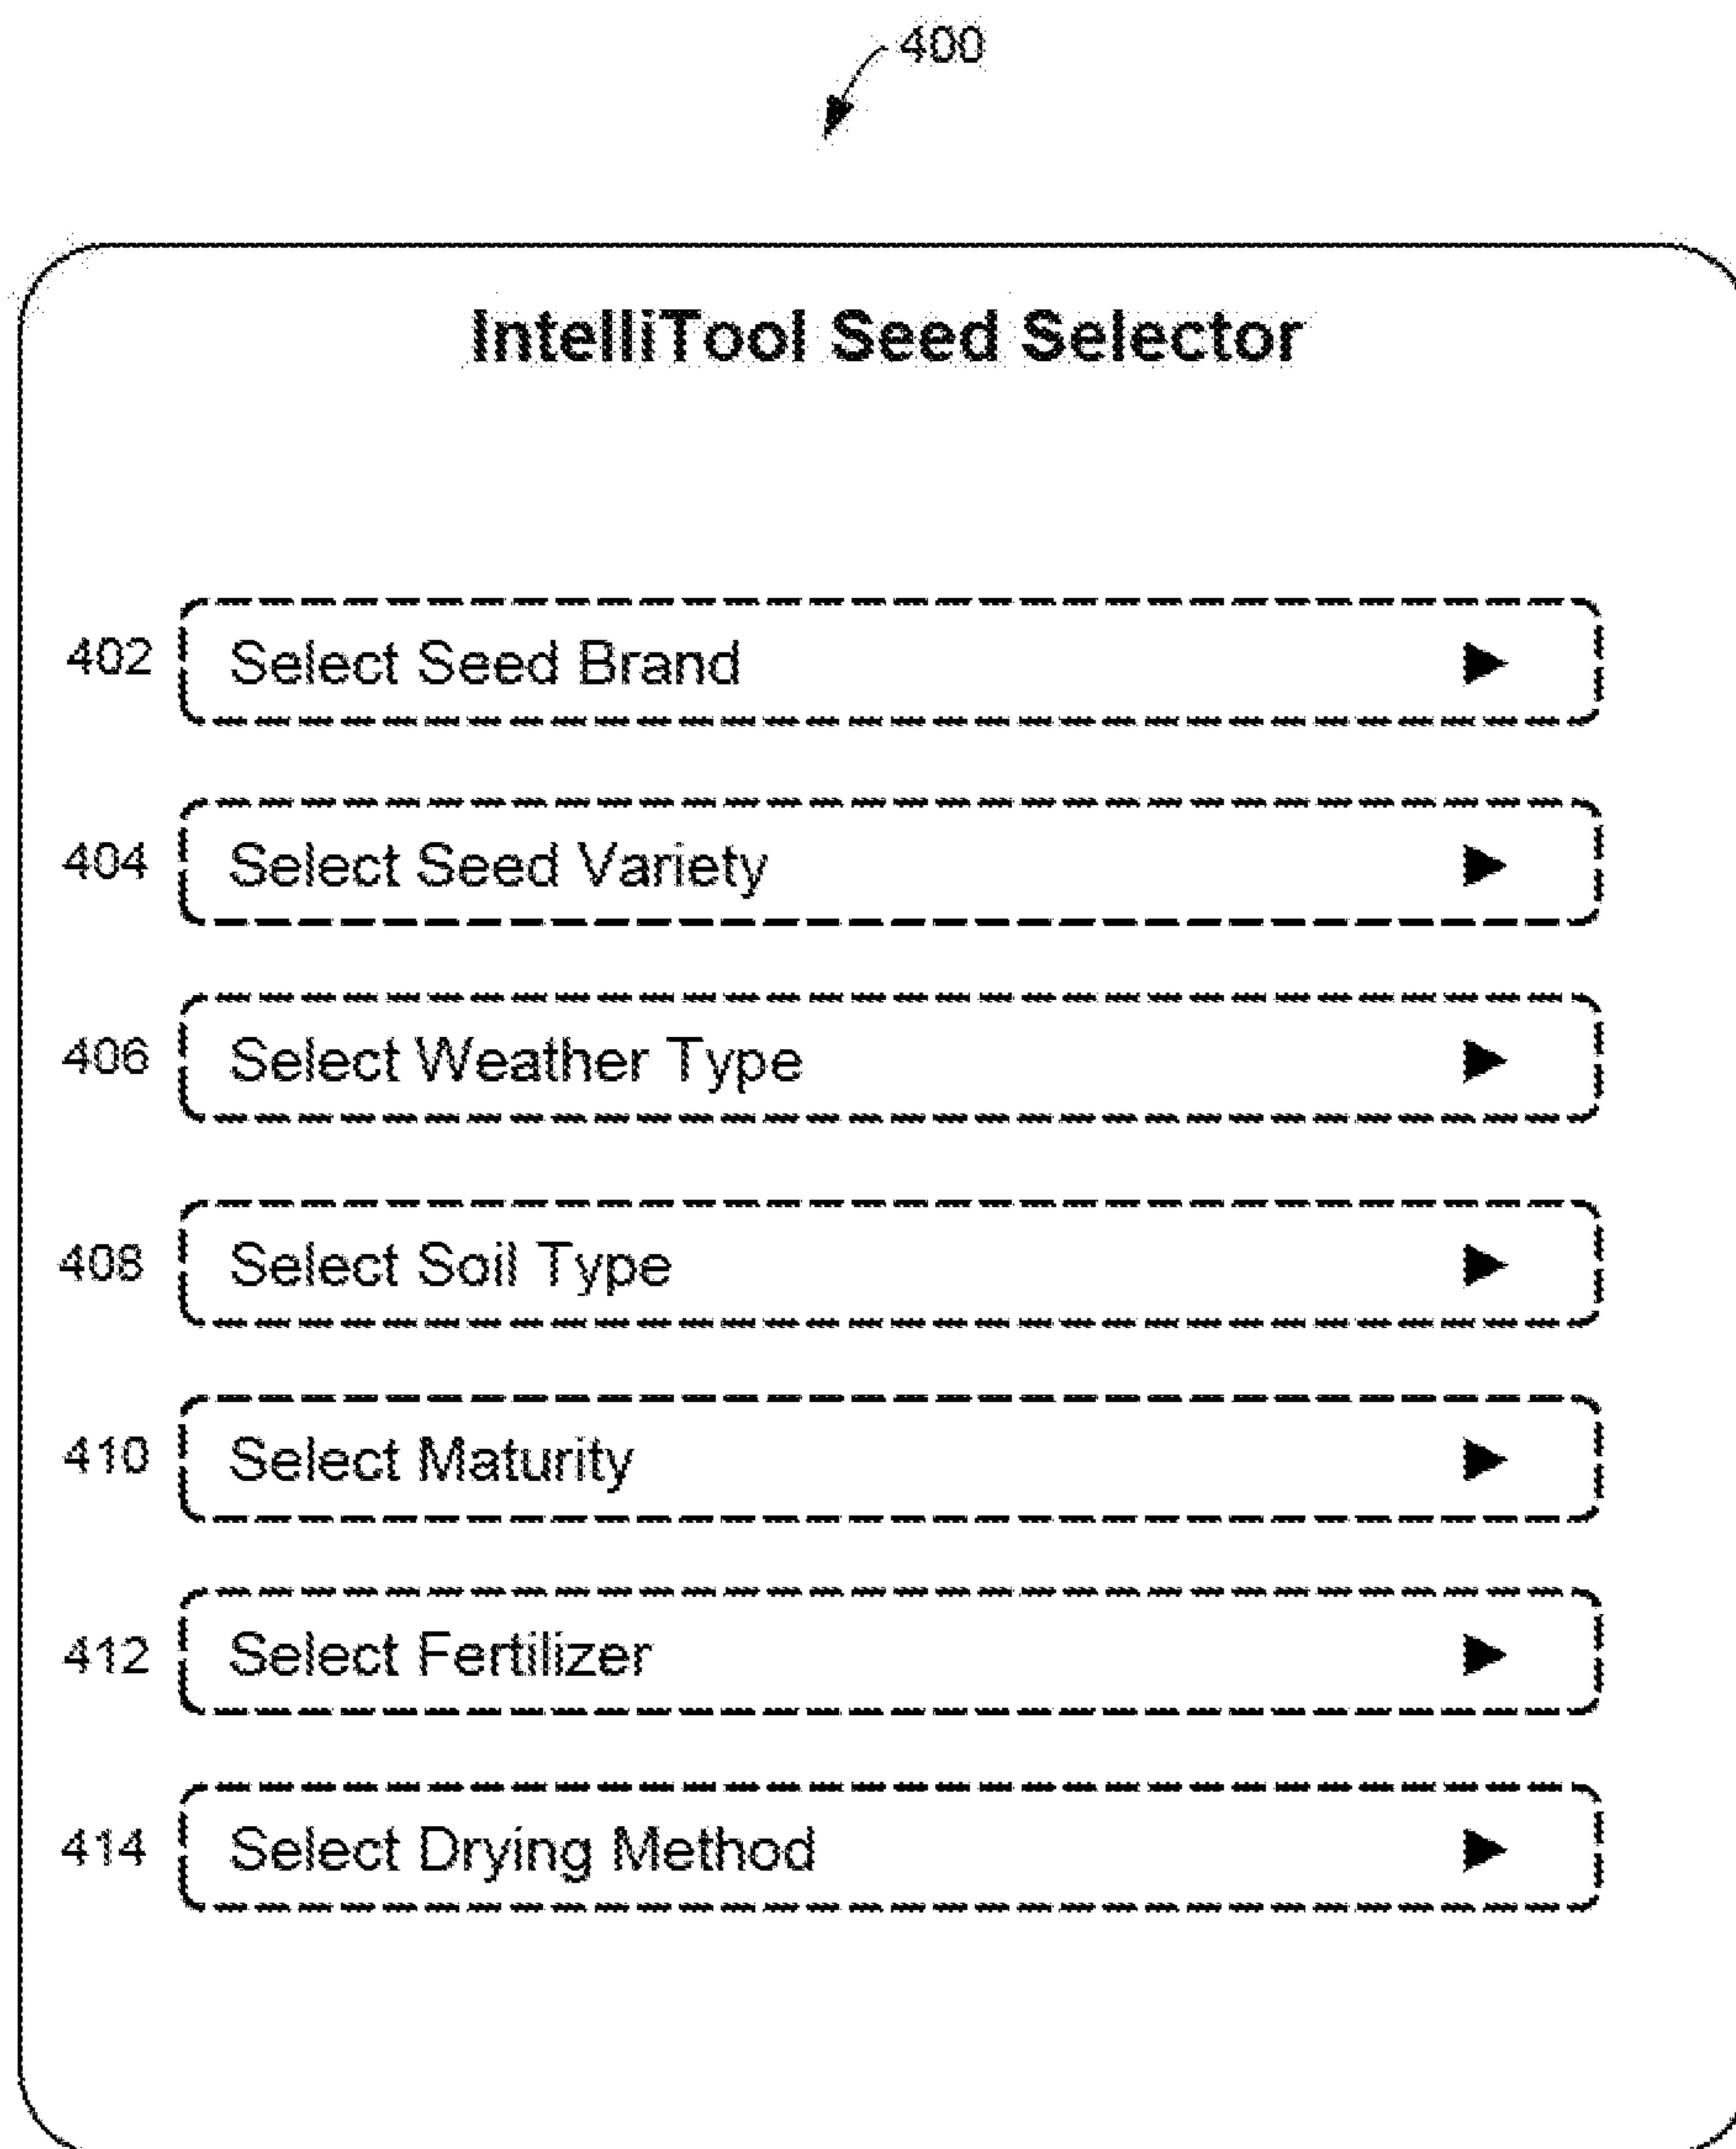 400
IntelliTool Seed Selector
402 Select Seed Brand
404 Select Seed Variety
406 Select Weather Type
408 Select Soil Type
410 Select Maturity
412 Select Fertilizer
414 Select Drying Method